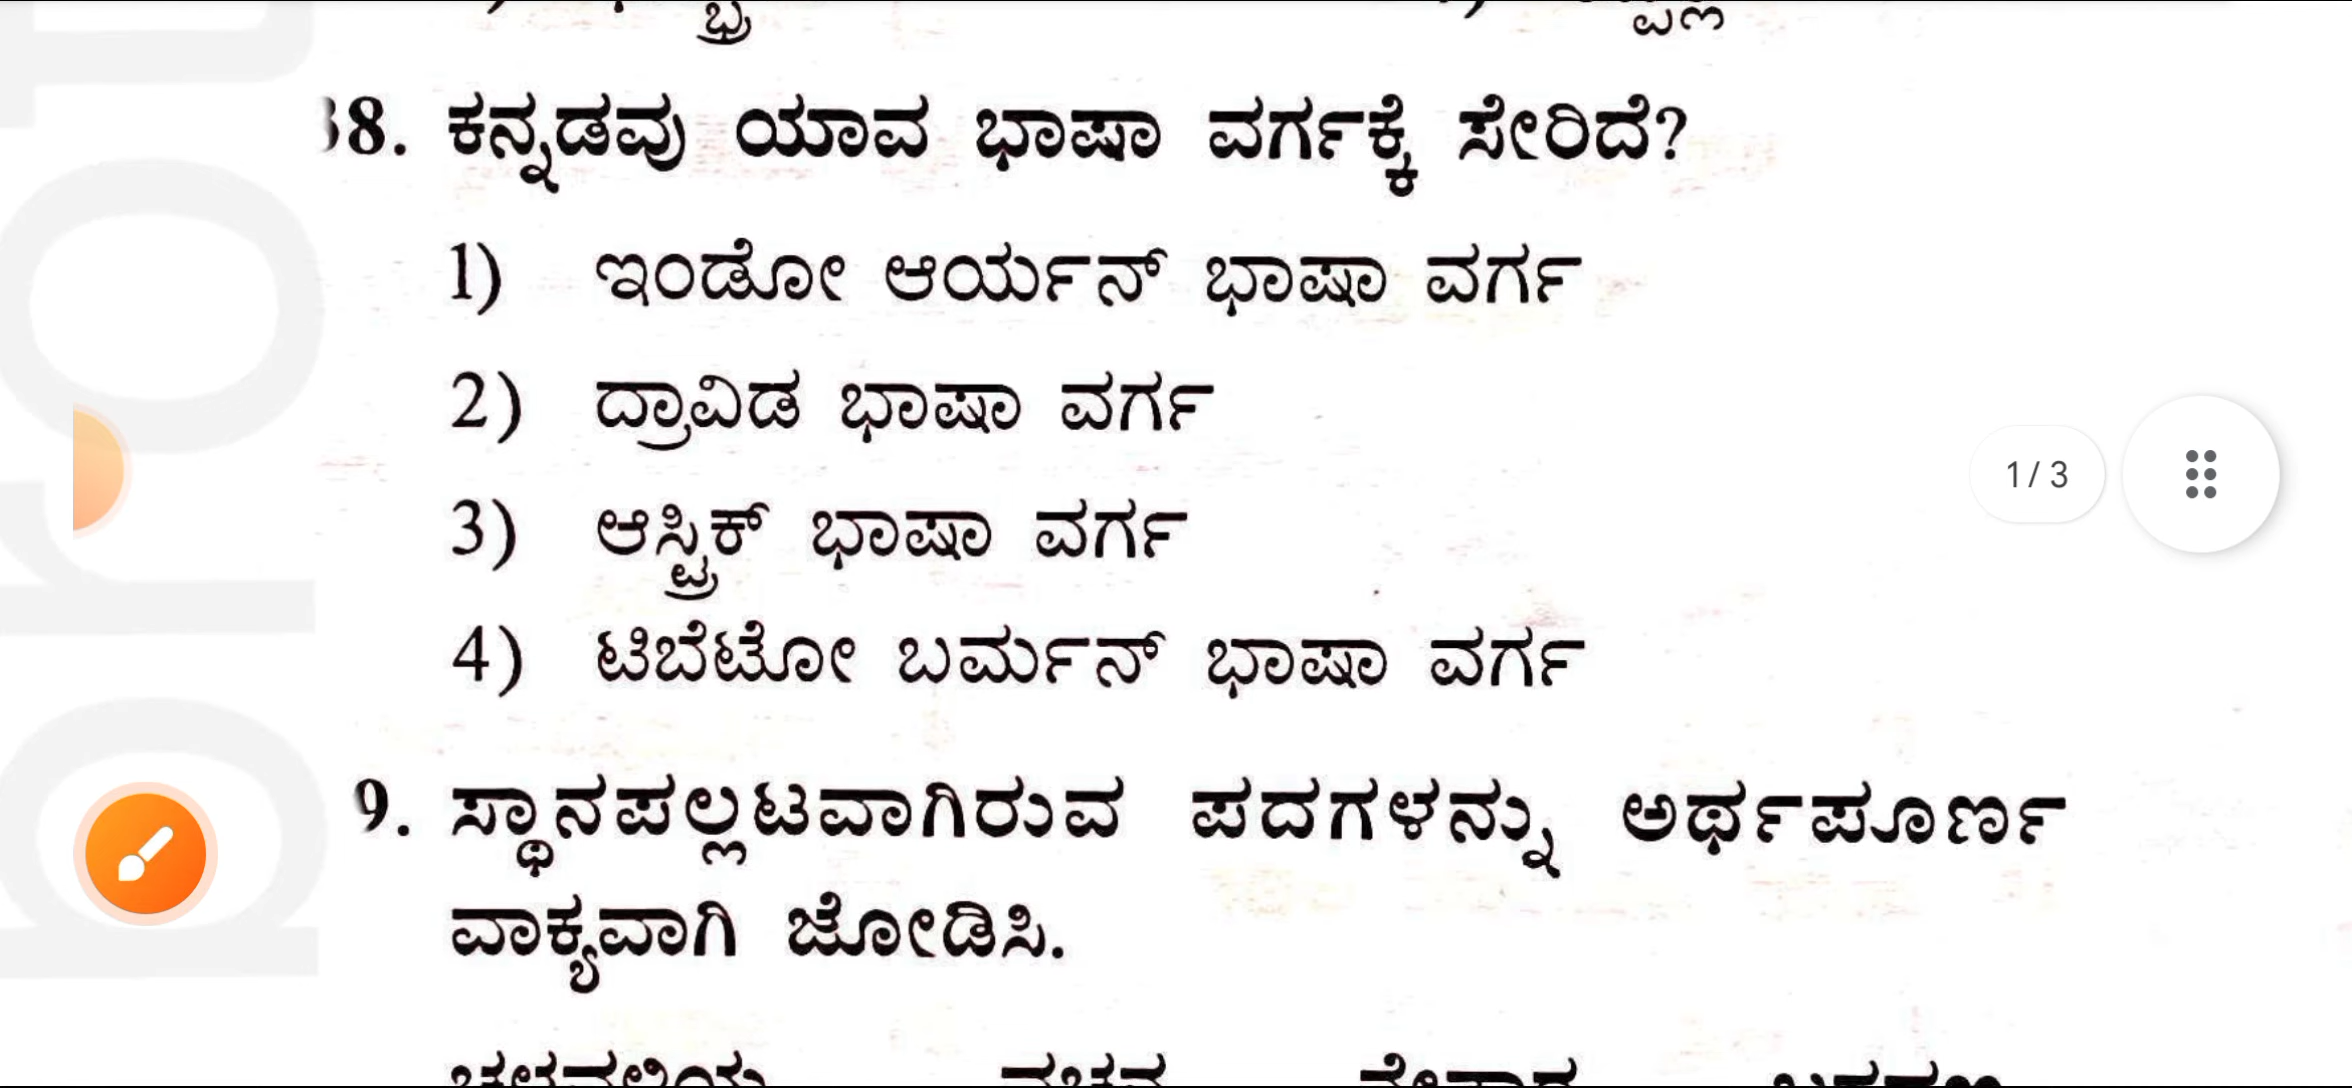 38. ಕನ್ನಡವು ಯಾವ ಭಾಷಾ ವರ್ಗಕ್ಕೆ ಸೇರಿದೆ?
1) ಇಂಡೋ ಆರ್ಯನ್ ಭಾಷಾ ವರ್ಗ
2) ದ್ರಾವಿಡ ಭಾಷಾ ವರ್ಗ
1/3
3) ಆಸ್ಟ್ರಿಕ್ ಭಾಷಾ ವರ್ಗ
4) ಟಿಬೆಟೋ ಬರ್ಮನ್ ಭಾಷಾ ವರ್ಗ
9. ಸ್ಥಾನಪಲ್ಲಟವಾಗಿರುವ ಪದಗಳನ್ನು ಅರ್ಥಪೂರ್ಣ
ವಾಕ್ಯವಾಗಿ ಜೋಡಿಸಿ.